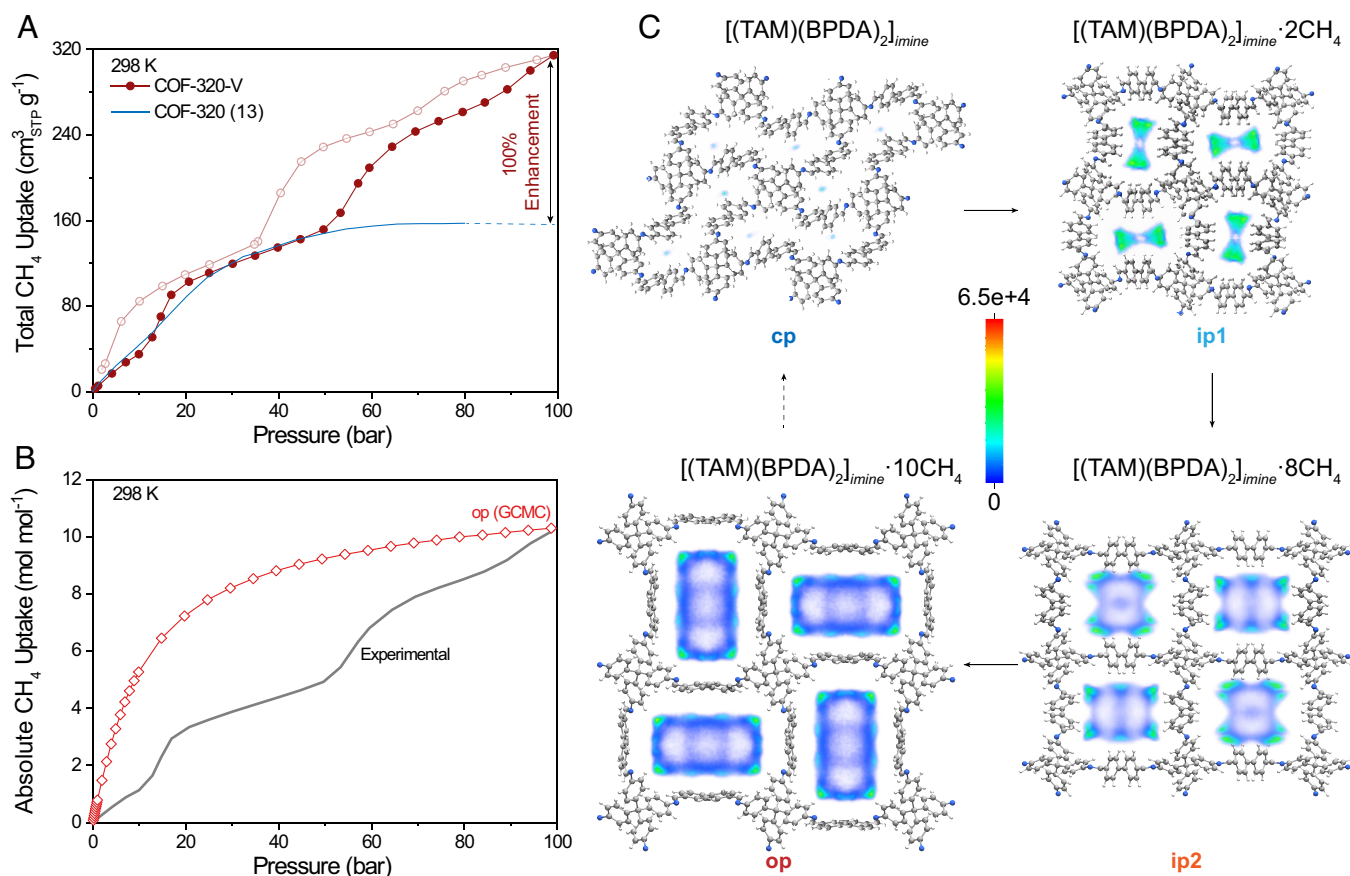 A
320
240
160
80
0
298 K
COF-320-V
COF-320 (13)
100%
Enhancement
Total CH4 Uptake (cm3STP g-1)
0 20 40 60 80 100
Pressure (bar)
B
12
10
8
6
4
2
0
298 K
op (GCMC)
Experimental
Absolute CH4 Uptake (mol mol-1)
0 20 40 60 80 100
Pressure (bar)
C
[(TAM)(BPDA)2]imine
cp
[(TAM)(BPDA)2]imine·2CH4
ip1
6.5e+4
0
[(TAM)(BPDA)2]imine·10CH4
op
[(TAM)(BPDA)2]imine·8CH4
ip2